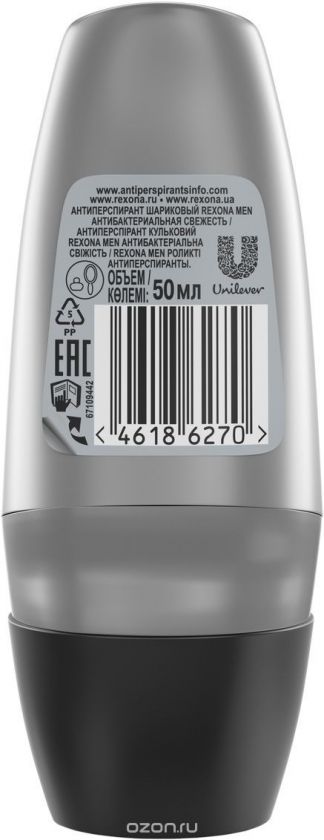 www.antiperspirantsinfo.com
www.rexona.ru • www.rexona.ua
АНТИПЕРСПИРАНТ ШАРИКОВЫЙ REXONA MEN
АНТИБАКТЕРИАЛЬНАЯ СВЕЖЕСТЬ /
АНТИПЕРСПІРАНТ КУЛЬКОВИЙ
REXONA MEN АНТИБАКТЕРІАЛЬНА
СВІЖІСТЬ / REXONA MEN РОЛИКТІ
АНТИПЕРСПИРАНТЫ.
ОБЪЕМ /
КӨЛЕМІ: 50 МЛ
Unilever
5
PP
EAC
67109442
< 4618 6270 >
ozon.ru